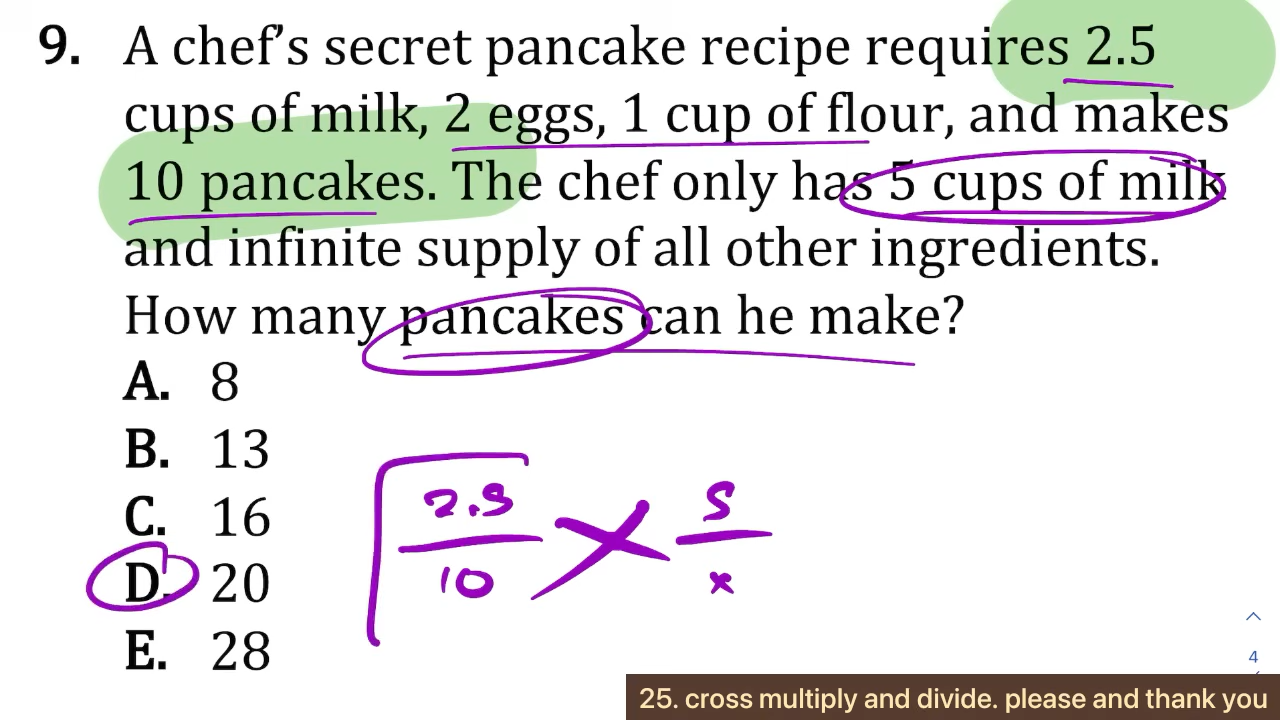 9. A chef's secret pancake recipe requires 2.5
cups of milk, 2 eggs, 1 cup of flour, and makes
10 pancakes. The chef only has 5 cups of milk
and infinite supply of all other ingredients.
How many pancakes can he make?
A. 8
B. 13
C. 16
D. 20
E. 28
2.5 5
10 x
4
25. cross multiply and divide. please and thank you